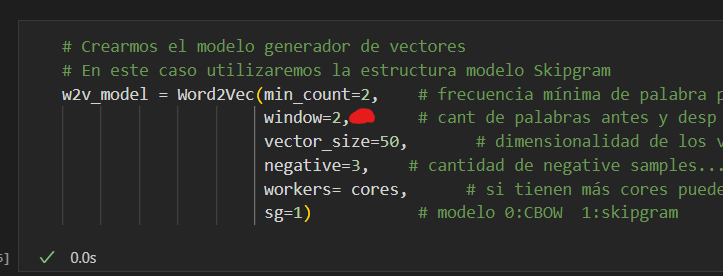 # Crearmos el modelo generador de vectores
# En este caso utilizaremos la estructura modelo Skipgram
w2v_model = Word2Vec(min_count=2,    # frecuencia mínima de palabra p
window=2,    # cant de palabras antes y desp
vector_size=50,    # dimensionalidad de los v
negative=3,    # cantidad de negative samples...
workers= cores,    # si tienen más cores puede
sg=1)    # modelo 0:CBOW  1:skipgram
] ✓ 0.0s